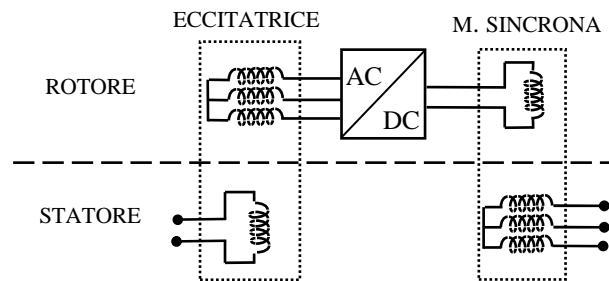 ECCITATRICE
M. SINCRONA
ROTORE
AC
DC
STATORE